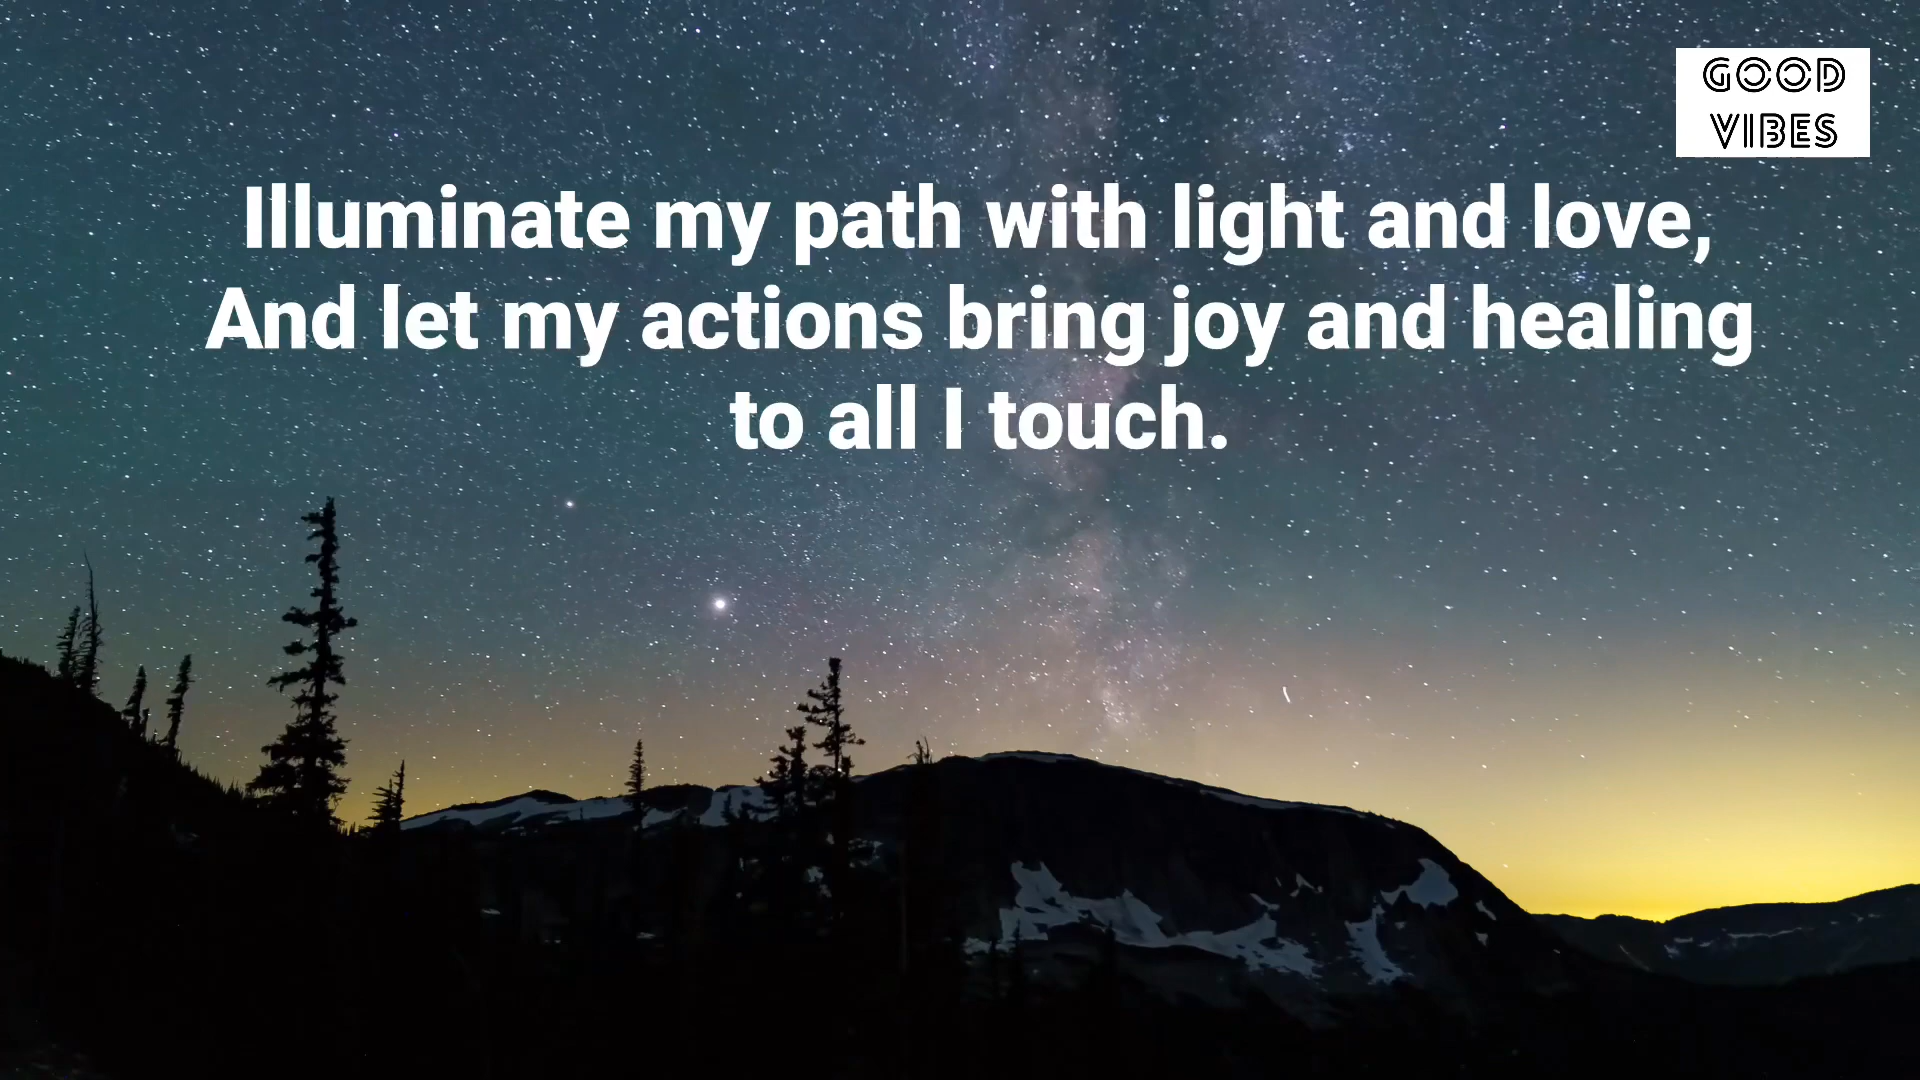 GOOD
VIBES
Illuminate my path with light and love,
And let my actions bring joy and healing
to all I touch.